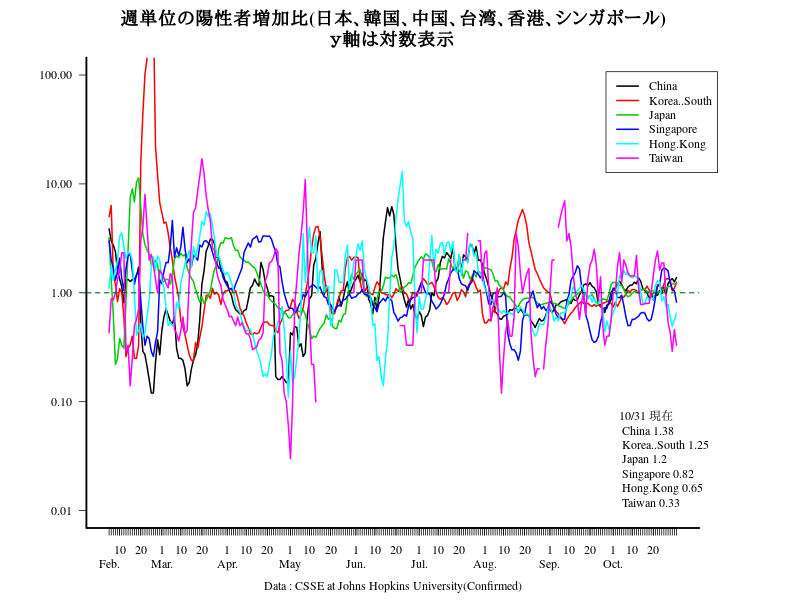 週単位の陽性者増加比(日本、韓国、中国、台湾、香港、シンガポール)
y軸は対数表示
100.00
10.00
1.00
0.10
0.01
China
Korea..South
Japan
Singapore
Hong.Kong
Taiwan
10/31 現在
China 1.38
Korea..South 1.25
Japan 1.2
Singapore 0.82
Hong.Kong 0.65
Taiwan 0.33
10 20 1 10 20 1 10 20 1 10 20 1 10 20 1 10 20 1 10 20 1 10 20 1 10 20
Feb. Mar. Apr. May Jun. Jul. Aug. Sep. Oct.
Data : CSSE at Johns Hopkins University(Confirmed)